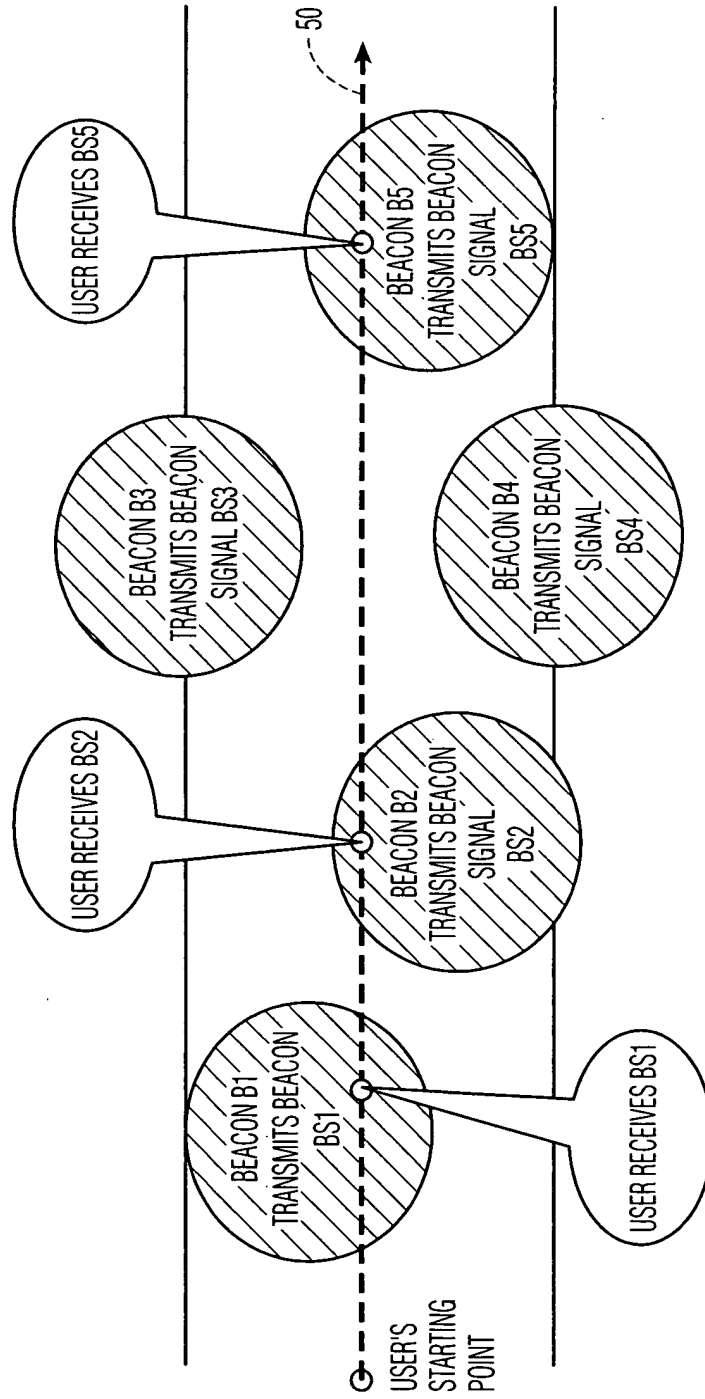 USER'S
STARTING
POINT
BEACON B1
TRANSMITS BEACON
BS1
USER RECEIVES BS1
USER RECEIVES BS2
BEACON B2
TRANSMITS BEACON
SIGNAL
BS2
BEACON B3
TRANSMITS BEACON
SIGNAL BS3
BEACON B4
TRANSMITS BEACON
SIGNAL
BS4
USER RECEIVES BS5
BEACON B5
TRANSMITS BEACON
SIGNAL
BS5
50